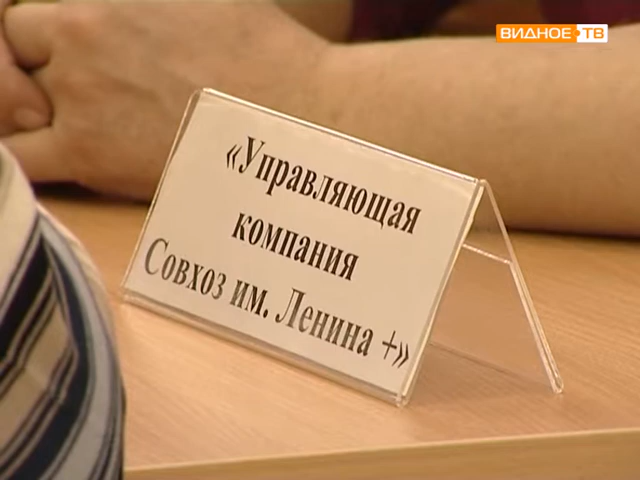 ВИДНОЕ ТВ
«Управляющая
компания
Совхоз им. Ленина +»